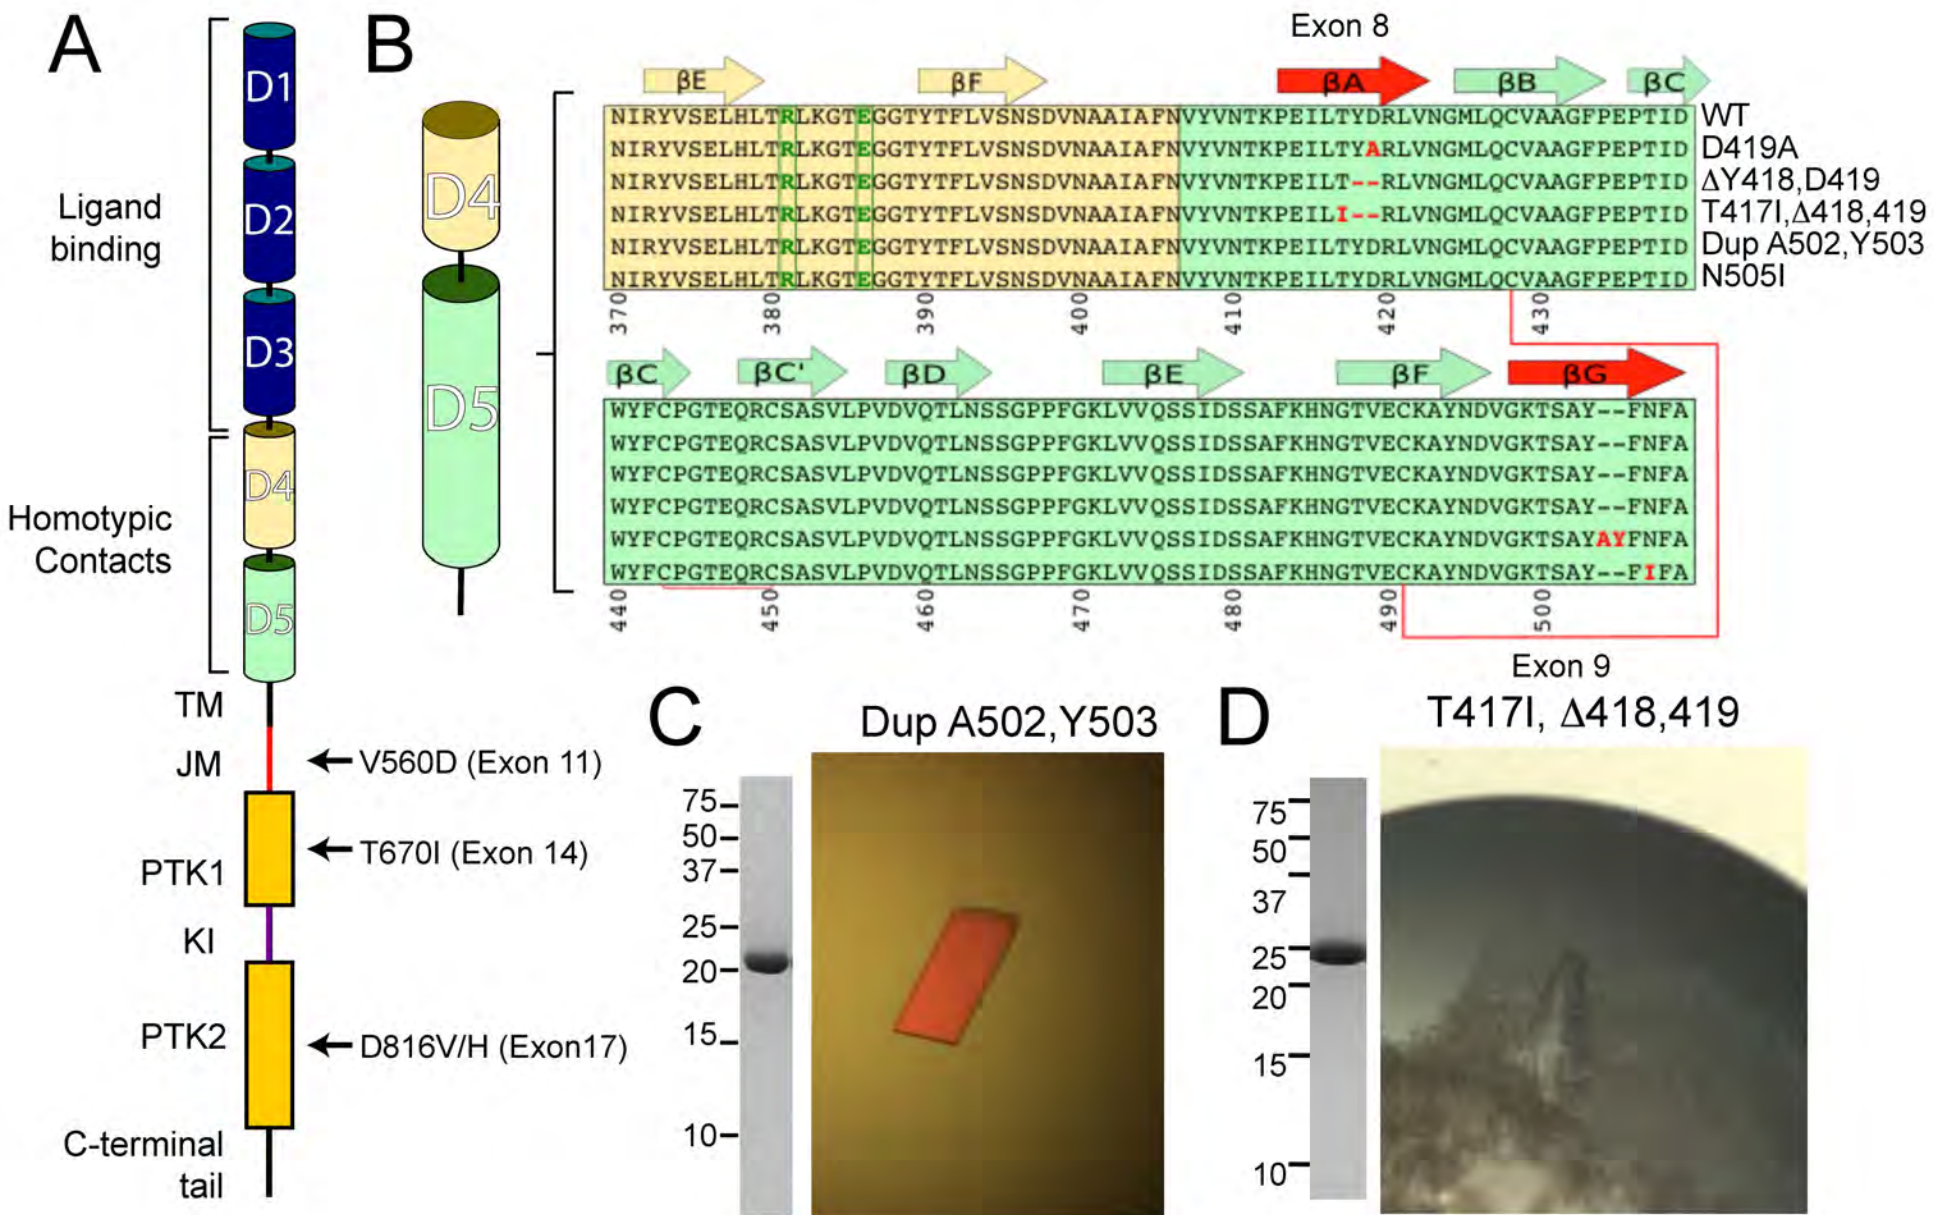 A
D1
D2
D3
D4
D5
Ligand
binding
Homotypic
Contacts
TM
JM
PTK1
KI
PTK2
C-terminal
tail
V560D (Exon 11)
T670I (Exon 14)
D816V/H (Exon17)
B
D4
D5
Exon 8
βE βF βA βB βC
NIRYVSELHLTRLKGTEGGTYTFLVSNSDVNAAIAFNVYVNTKPEILTYDRLVNGMLQCVAAGFPEPTID WT
NIRYVSELHLTRLKGTEGGTYTFLVSNSDVNAAIAFNVYVNTKPEILTYARLVNGMLQCVAAGFPEPTID D419A
NIRYVSELHLTRLKGTEGGTYTFLVSNSDVNAAIAFNVYVNTKPEILT--RLVNGMLQCVAAGFPEPTID ΔY418,D419
NIRYVSELHLTRLKGTEGGTYTFLVSNSDVNAAIAFNVYVNTKPEILI--RLVNGMLQCVAAGFPEPTID T417I,Δ418,419
NIRYVSELHLTRLKGTEGGTYTFLVSNSDVNAAIAFNVYVNTKPEILTYDRLVNGMLQCVAAGFPEPTID Dup A502,Y503
NIRYVSELHLTRLKGTEGGTYTFLVSNSDVNAAIAFNVYVNTKPEILTYDRLVNGMLQCVAAGFPEPTID N505I
370 380 390 400 410 420 430
βC βC' βD βE βF βG
WYFCPGTEQRCSASVLPVDVQTLNSSGPPFGKLVVQSSIDSSAFKHNGTVECKAYNDVGKTSAY--FNFA
WYFCPGTEQRCSASVLPVDVQTLNSSGPPFGKLVVQSSIDSSAFKHNGTVECKAYNDVGKTSAY--FNFA
WYFCPGTEQRCSASVLPVDVQTLNSSGPPFGKLVVQSSIDSSAFKHNGTVECKAYNDVGKTSAY--FNFA
WYFCPGTEQRCSASVLPVDVQTLNSSGPPFGKLVVQSSIDSSAFKHNGTVECKAYNDVGKTSAY--FNFA
WYFCPGTEQRCSASVLPVDVQTLNSSGPPFGKLVVQSSIDSSAFKHNGTVECKAYNDVGKTSAYAYFNFA
WYFCPGTEQRCSASVLPVDVQTLNSSGPPFGKLVVQSSIDSSAFKHNGTVECKAYNDVGKTSAY--FIFA
440 450 460 470 480 490 500
Exon 9
C
Dup A502,Y503
75
50
37
25
20
15
10
D
T417I, Δ418,419
75
50
37
25
20
15
10